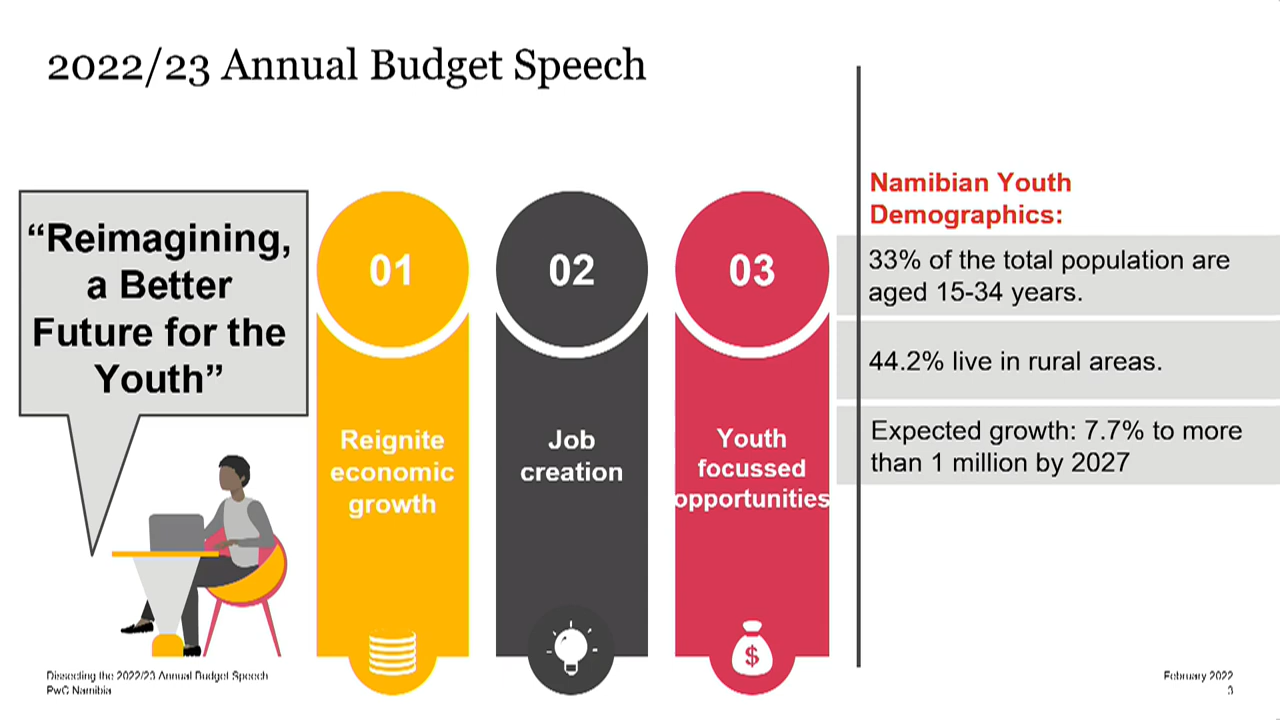 2022/23 Annual Budget Speech
“Reimagining,
a Better
Future for the
Youth”
01
Reignite
economic
growth
02
Job
creation
03
Youth
focussed
opportunities
$
Namibian Youth
Demographics:
33% of the total population are
aged 15-34 years.
44.2% live in rural areas.
Expected growth: 7.7% to more
than 1 million by 2027
Dissecting the 2022/23 Annual Budget Speech
PwC Namibia
February 2022
3